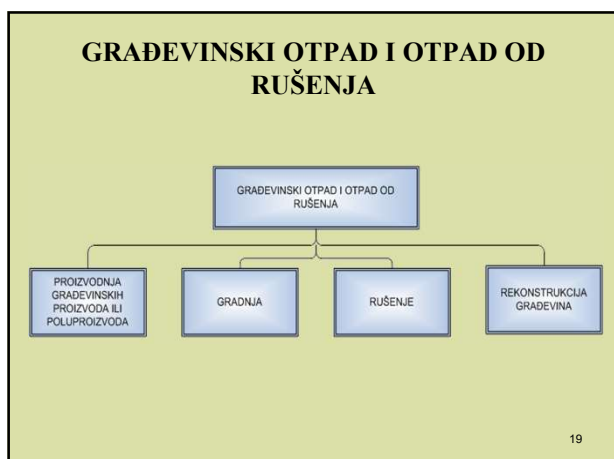 GRAĐEVINSKI OTPAD I OTPAD OD
RUŠENJA
GRAĐEVINSKI OTPAD I OTPAD OD
RUŠENJA
PROIZVODNJA
GRAĐEVINSKIH
PROIZVODA ILI
POLUPROIZVODA
GRADNJA
RUŠENJE
REKONSTRUKCIJA
GRAĐEVINA
19